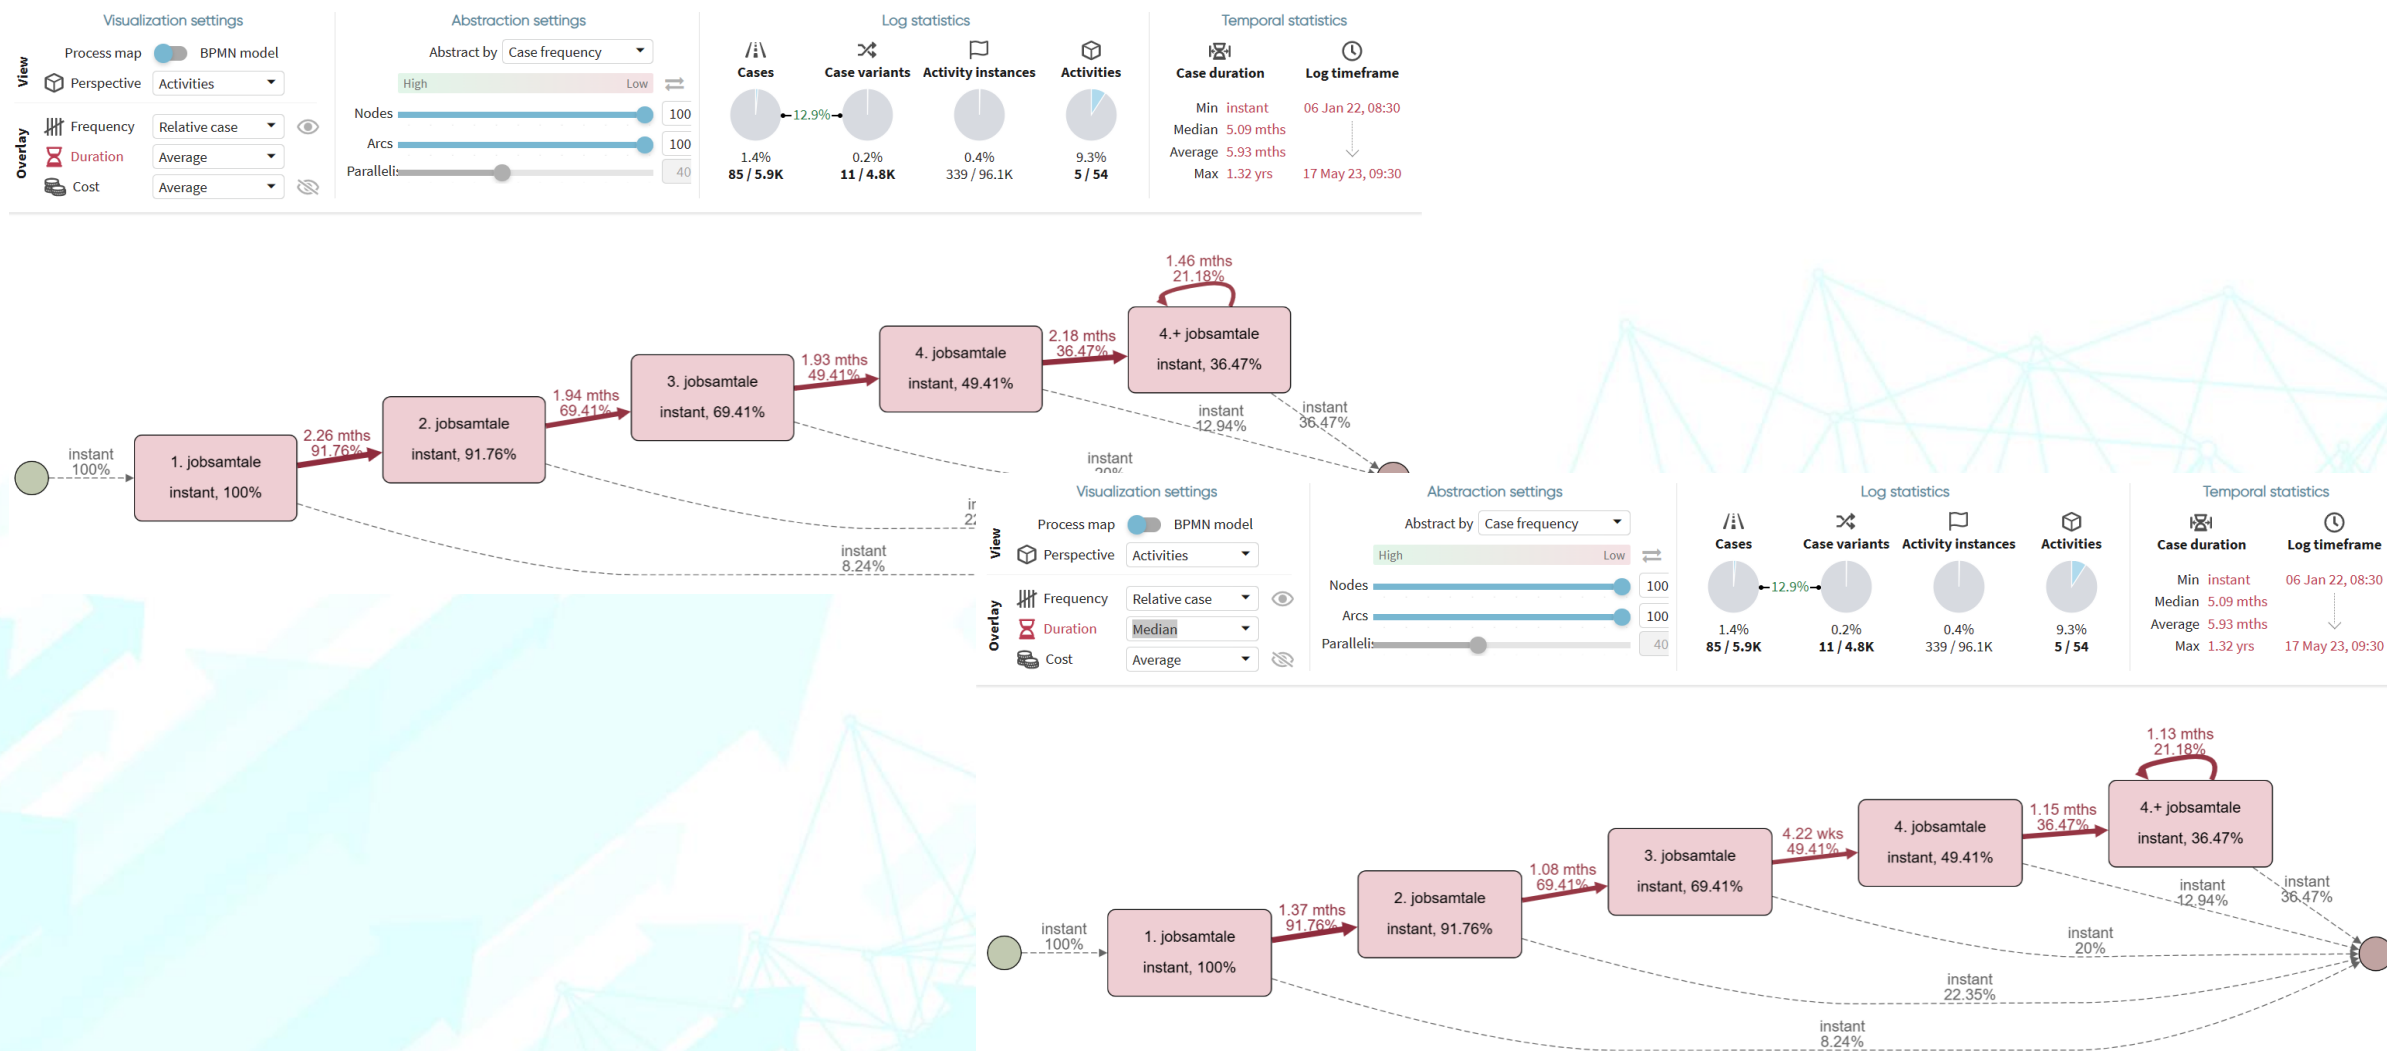 Visualization settings
Abstraction settings
Log statistics
Temporal statistics
View
Process map BPMN model
Perspective Activities
Overlay
Frequency Relative case
Duration Average
Cost Average
Abstract by Case frequency
High Low
Nodes 100
Arcs 100
Parallelis 40
Cases Case variants Activity instances Activities
12.9%
1.4% 0.2% 0.4% 9.3%
85 / 5.9K 11 / 4.8K 339 / 96.1K 5 / 54
Case duration Log timeframe
Min instant 06 Jan 22, 08:30
Median 5.09 mths
Average 5.93 mths
Max 1.32 yrs 17 May 23, 09:30
instant
100%
1. jobsamtale
instant, 100%
2.26 mths
91.76%
2. jobsamtale
instant, 91.76%
1.94 mths
69.41%
3. jobsamtale
instant, 69.41%
1.93 mths
49.41%
4. jobsamtale
instant, 49.41%
2.18 mths
36.47%
4.+ jobsamtale
instant, 36.47%
1.46 mths
21.18%
instant
36.47%
instant
12.94%
instant
20%
instant
8.24%
Visualization settings
Abstraction settings
Log statistics
Temporal statistics
View
Process map BPMN model
Perspective Activities
Overlay
Frequency Relative case
Duration Median
Cost Average
Abstract by Case frequency
High Low
Nodes 100
Arcs 100
Parallelis 40
Cases Case variants Activity instances Activities
12.9%
1.4% 0.2% 0.4% 9.3%
85 / 5.9K 11 / 4.8K 339 / 96.1K 5 / 54
Case duration Log timeframe
Min instant 06 Jan 22, 08:30
Median 5.09 mths
Average 5.93 mths
Max 1.32 yrs 17 May 23, 09:30
instant
100%
1. jobsamtale
instant, 100%
1.37 mths
91.76%
2. jobsamtale
instant, 91.76%
1.08 mths
69.41%
3. jobsamtale
instant, 69.41%
4.22 wks
49.41%
4. jobsamtale
instant, 49.41%
1.15 mths
36.47%
4.+ jobsamtale
instant, 36.47%
1.13 mths
21.18%
instant
36.47%
instant
12.94%
instant
20%
instant
22.35%
instant
8.24%